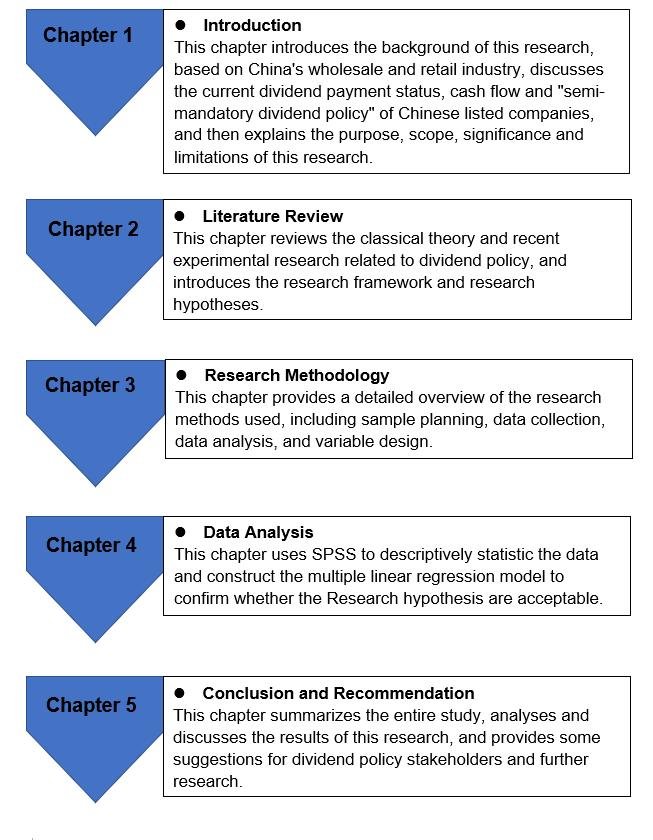 Chapter 1
● Introduction
This chapter introduces the background of this research,
based on China's wholesale and retail industry, discusses
the current dividend payment status, cash flow and "semi-
mandatory dividend policy" of Chinese listed companies,
and then explains the purpose, scope, significance and
limitations of this research.
Chapter 2
● Literature Review
This chapter reviews the classical theory and recent
experimental research related to dividend policy, and
introduces the research framework and research
hypotheses.
Chapter 3
● Research Methodology
This chapter provides a detailed overview of the research
methods used, including sample planning, data collection,
data analysis, and variable design.
Chapter 4
● Data Analysis
This chapter uses SPSS to descriptively statistic the data
and construct the multiple linear regression model to
confirm whether the Research hypothesis are acceptable.
Chapter 5
● Conclusion and Recommendation
This chapter summarizes the entire study, analyses and
discusses the results of this research, and provides some
suggestions for dividend policy stakeholders and further
research.